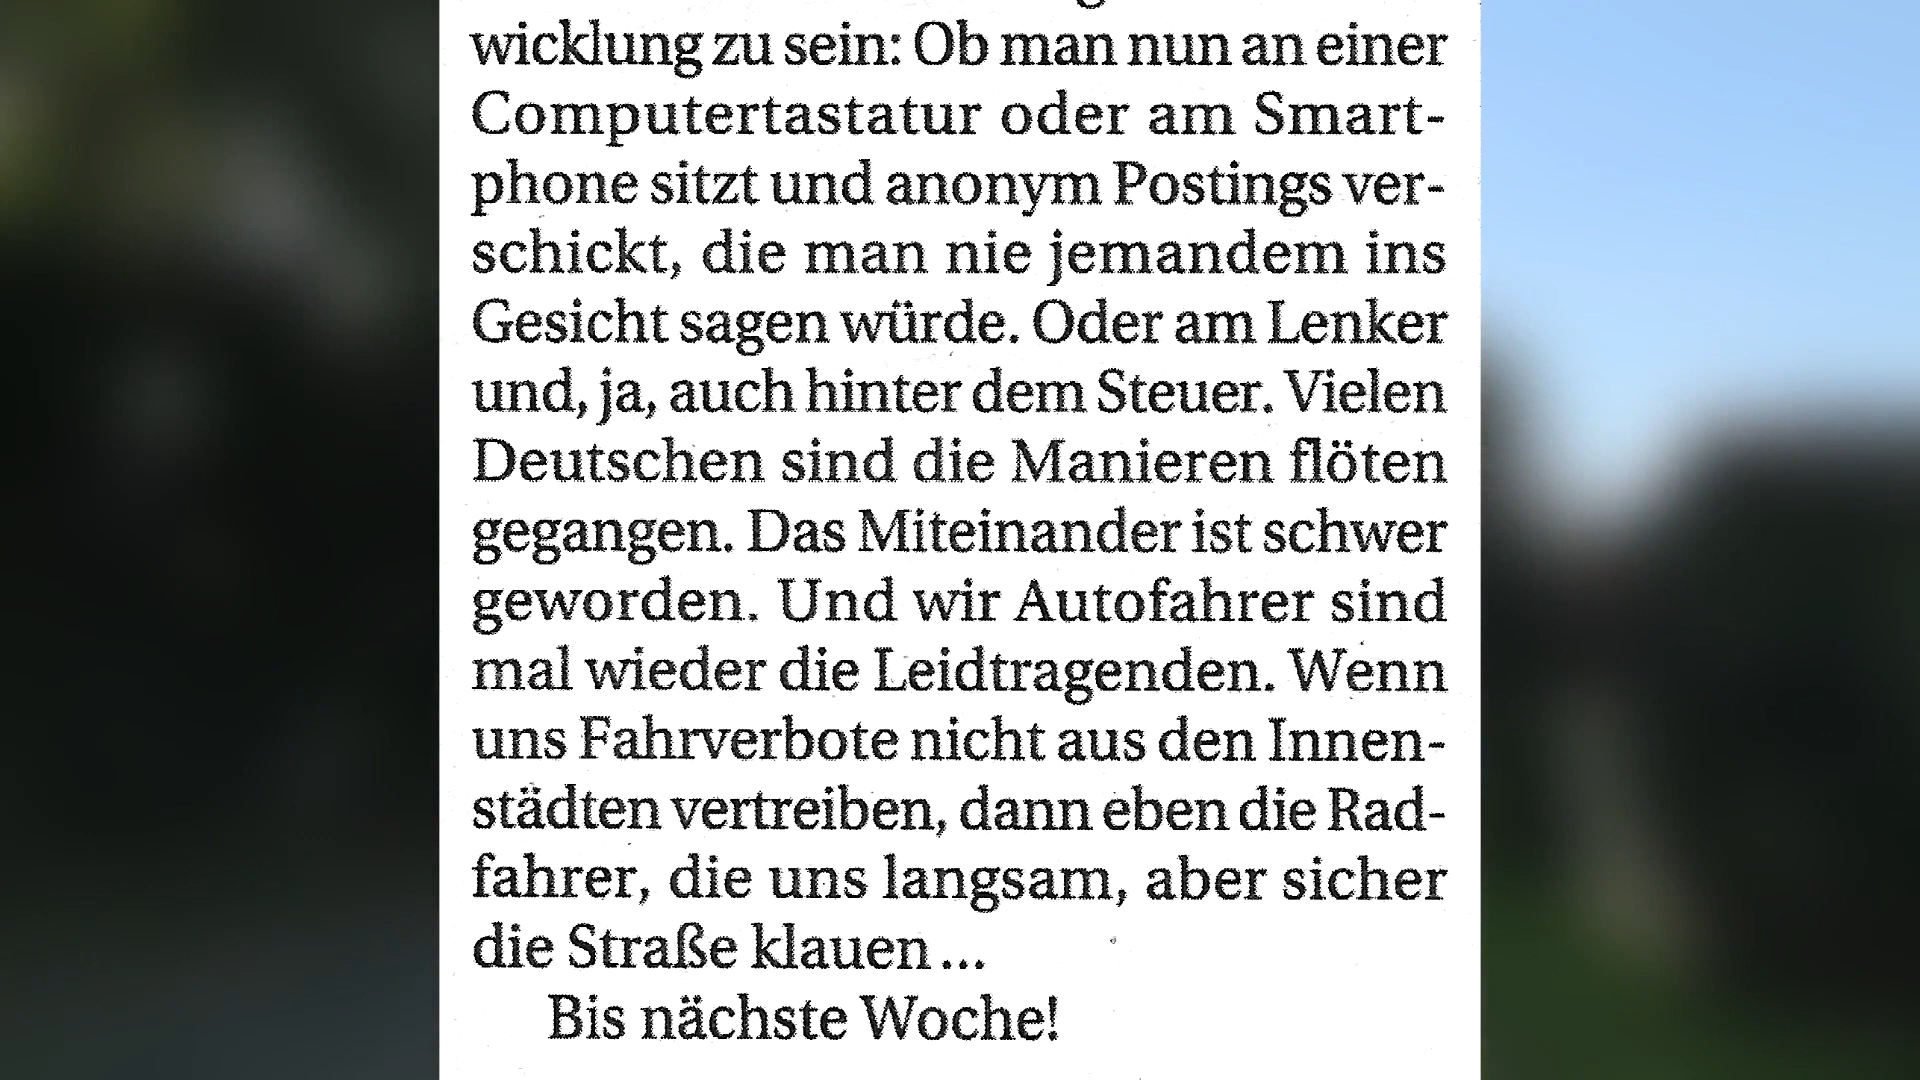 wicklung zu sein: Ob man nun an einer
Computertastatur oder am Smart-
phone sitzt und anonym Postings ver-
schickt, die man nie jemandem ins
Gesicht sagen würde. Oder am Lenker
und, ja, auch hinter dem Steuer. Vielen
Deutschen sind die Manieren flöten
gegangen. Das Miteinander ist schwer
geworden. Und wir Autofahrer sind
mal wieder die Leidtragenden. Wenn
uns Fahrverbote nicht aus den Innen-
städten vertreiben, dann eben die Rad-
fahrer, die uns langsam, aber sicher
die Straße klauen...
Bis nächste Woche!